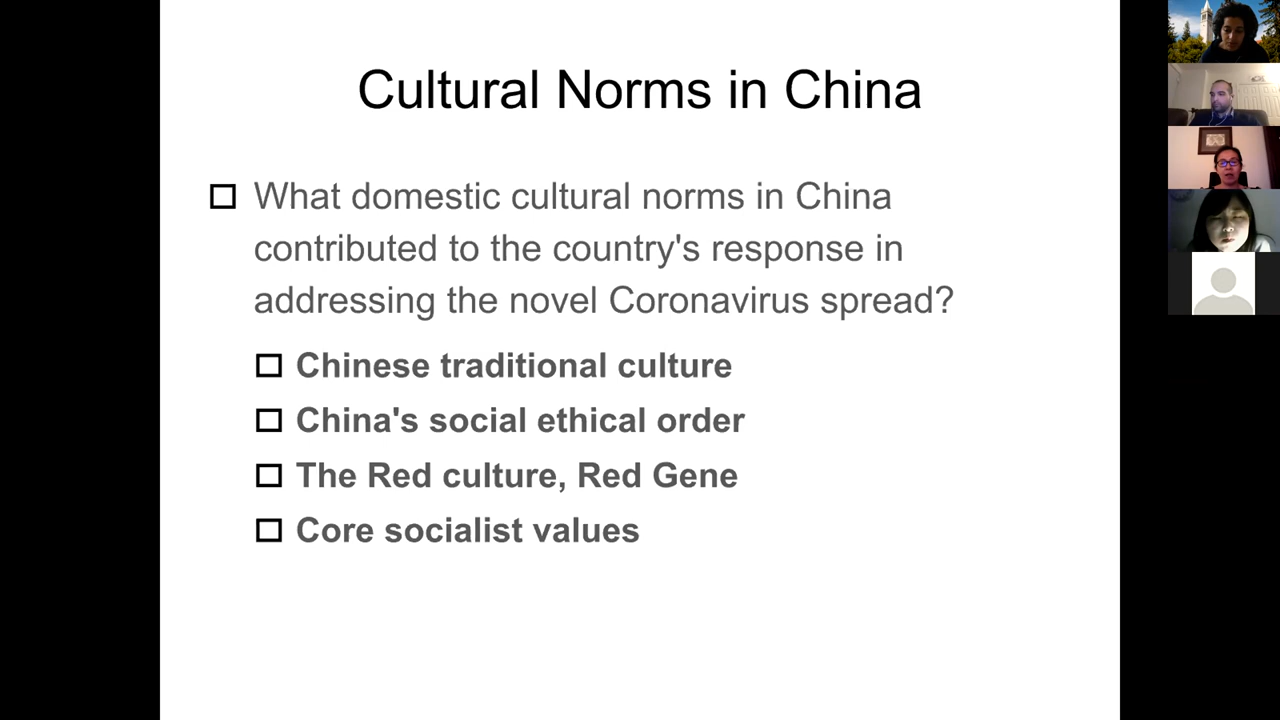 Cultural Norms in China
What domestic cultural norms in China
contributed to the country's response in
addressing the novel Coronavirus spread?
Chinese traditional culture
China's social ethical order
The Red culture, Red Gene
Core socialist values